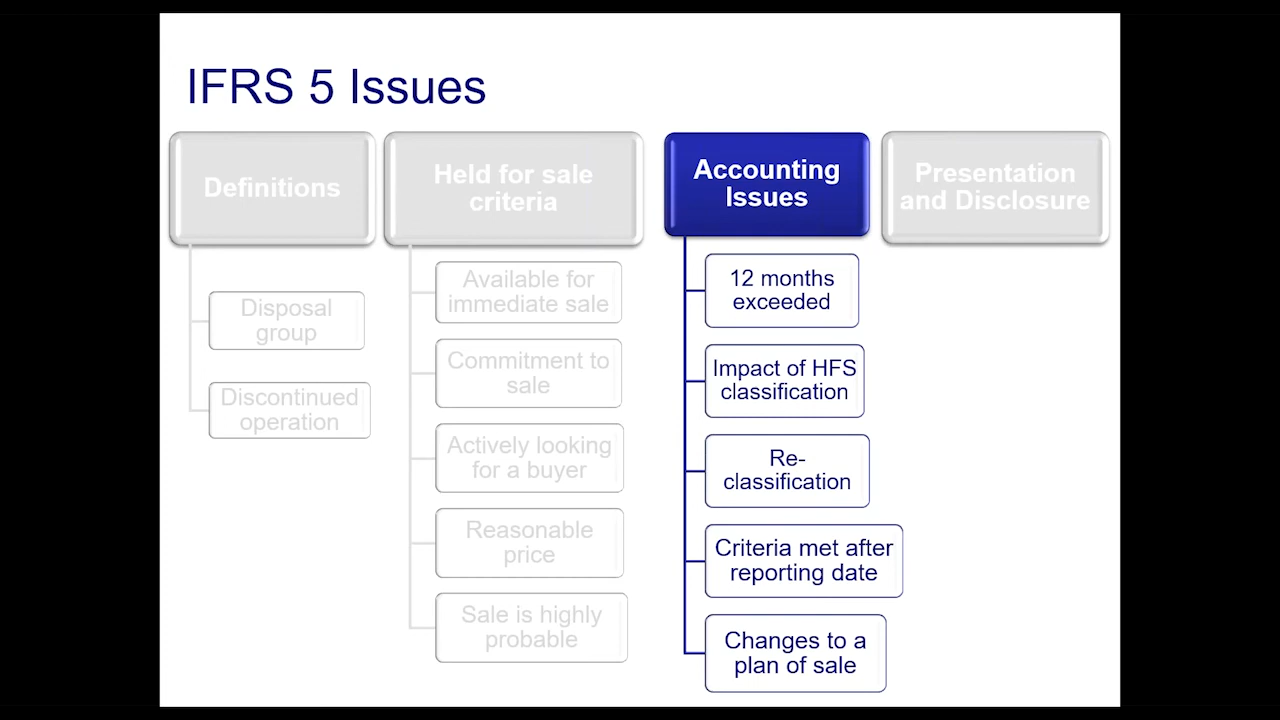 IFRS 5 Issues
Definitions
Disposal
group
Discontinued
operation
Held for sale
criteria
Available for
immediate sale
Commitment to
sale
Actively looking
for a buyer
Reasonable
price
Sale is highly
probable
Accounting
Issues
12 months
exceeded
Impact of HFS
classification
Re-
classification
Criteria met after
reporting date
Changes to a
plan of sale
Presentation
and Disclosure